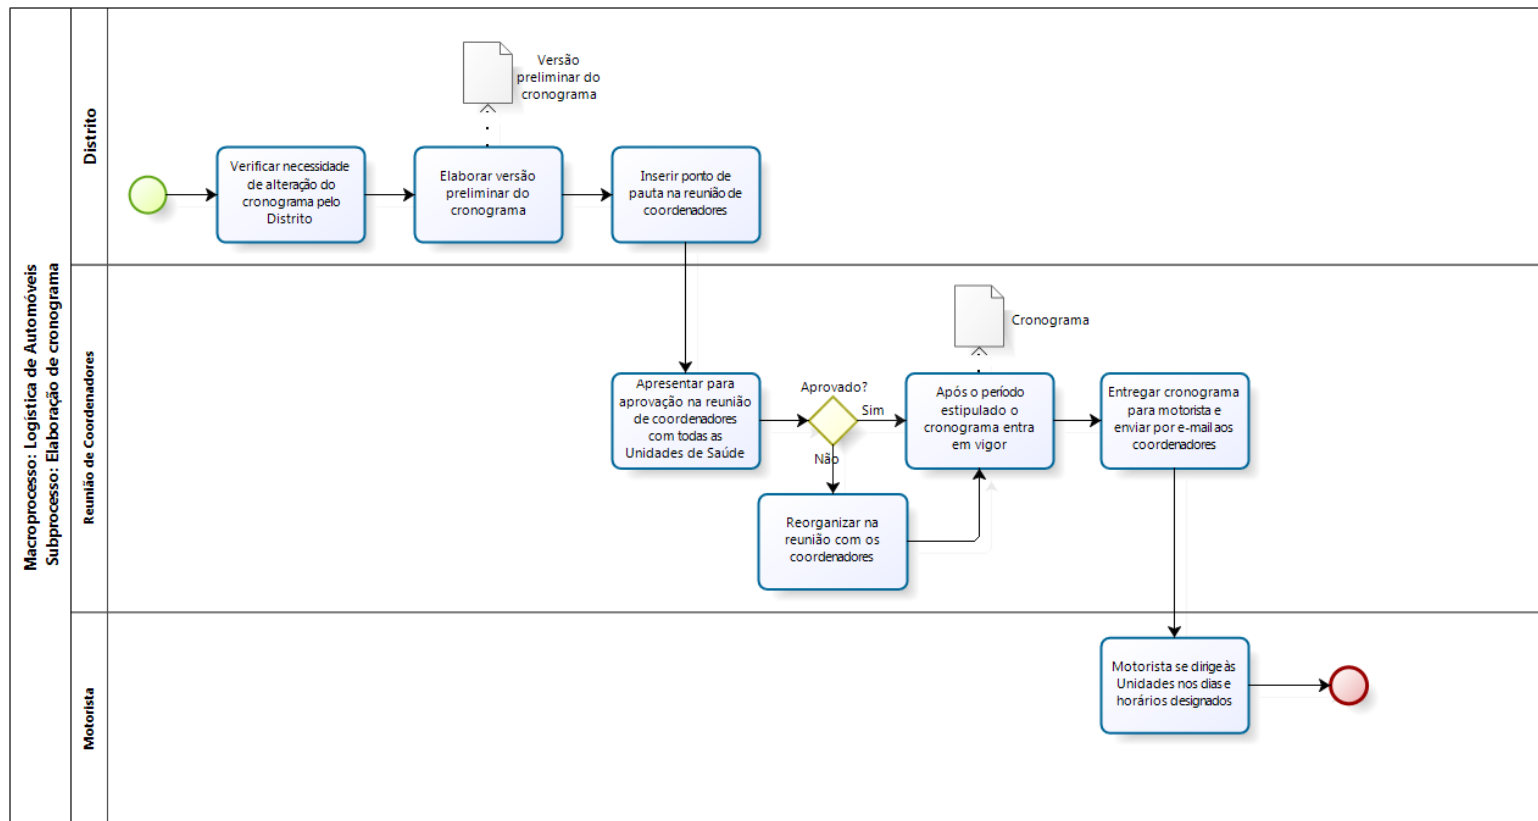 Macroprocesso: Logística de Automóveis
Subprocesso: Elaboração de cronograma
Distrito
Versão
preliminar do
cronograma
Verificar necessidade
de alteração do
cronograma pelo
Distrito
Elaborar versão
preliminar do
cronograma
Inserir ponto de
pauta na reunião de
coordenadores
Reunião de Coordenadores
Cronograma
Apresentar para
aprovação na reunião
de coordenadores
com todas as
Unidades de Saúde
Aprovado?
Sim
Não
Após o período
estipulado o
cronograma entra
em vigor
Entregar cronograma
para motorista e
enviar por e-mail aos
coordenadores
Reorganizar na
reunião com os
coordenadores
Motorista
Motorista se dirige às
Unidades nos dias e
horários designados